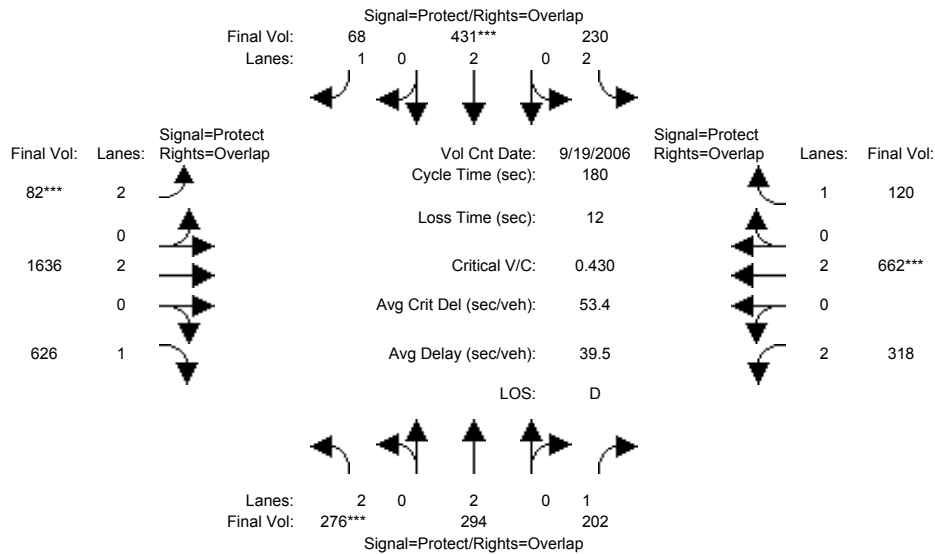 Signal=Protect/Rights=Overlap
Final Vol: 68 431*** 230
Lanes: 1 0 2 0 2
Signal=Protect
Final Vol: Lanes: Rights=Overlap
Vol Cnt Date: 9/19/2006
Signal=Protect
Rights=Overlap Lanes: Final Vol:
Cycle Time (sec): 180
82*** 2
1 120
Loss Time (sec): 12
0
0
1636 2
Critical V/C: 0.430
2 662***
0
Avg Crit Del (sec/veh): 53.4
0
626 1
Avg Delay (sec/veh): 39.5
2 318
LOS: D
Lanes: 2 0 2 0 1
Final Vol: 276*** 294 202
Signal=Protect/Rights=Overlap